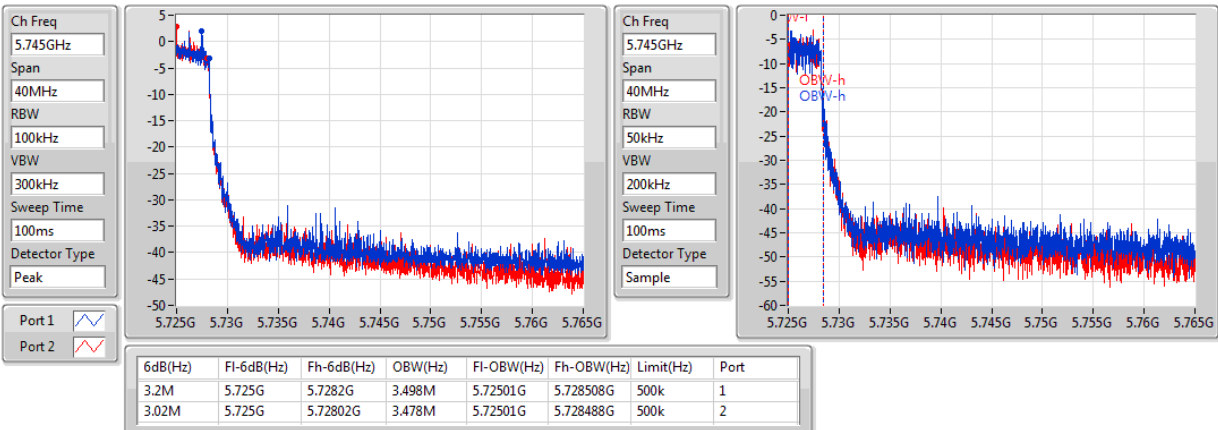 Ch Freq
5.745GHz
Span
40MHz
RBW
100kHz
VBW
300kHz
Sweep Time
100ms
Detector Type
Peak
Port 1
Port 2
5
0
-5
-10
-15
-20
-25
-30
-35
-40
-45
-50
5.725G 5.73G 5.735G 5.74G 5.745G 5.75G 5.755G 5.76G 5.765G
Ch Freq
5.745GHz
Span
40MHz
RBW
50kHz
VBW
200kHz
Sweep Time
100ms
Detector Type
Sample
0
-5
-10
-15
-20
-25
-30
-35
-40
-45
-50
-55
-60
OBW-h
OBW-h
5.725G 5.73G 5.735G 5.74G 5.745G 5.75G 5.755G 5.76G 5.765G
6dB(Hz) Fl-6dB(Hz) Fh-6dB(Hz) OBW(Hz) Fl-OBW(Hz) Fh-OBW(Hz) Limit(Hz) Port
3.2M 5.725G 5.7282G 3.498M 5.72501G 5.728508G 500k 1
3.02M 5.725G 5.72802G 3.478M 5.72501G 5.728488G 500k 2